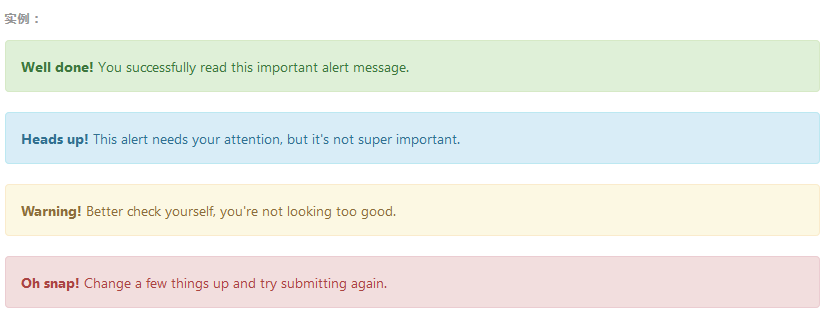 实例：
Well done! You successfully read this important alert message.
Heads up! This alert needs your attention, but it's not super important.
Warning! Better check yourself, you're not looking too good.
Oh snap! Change a few things up and try submitting again.